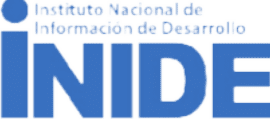 Instituto Nacional de
Información de Desarrollo
INIDE